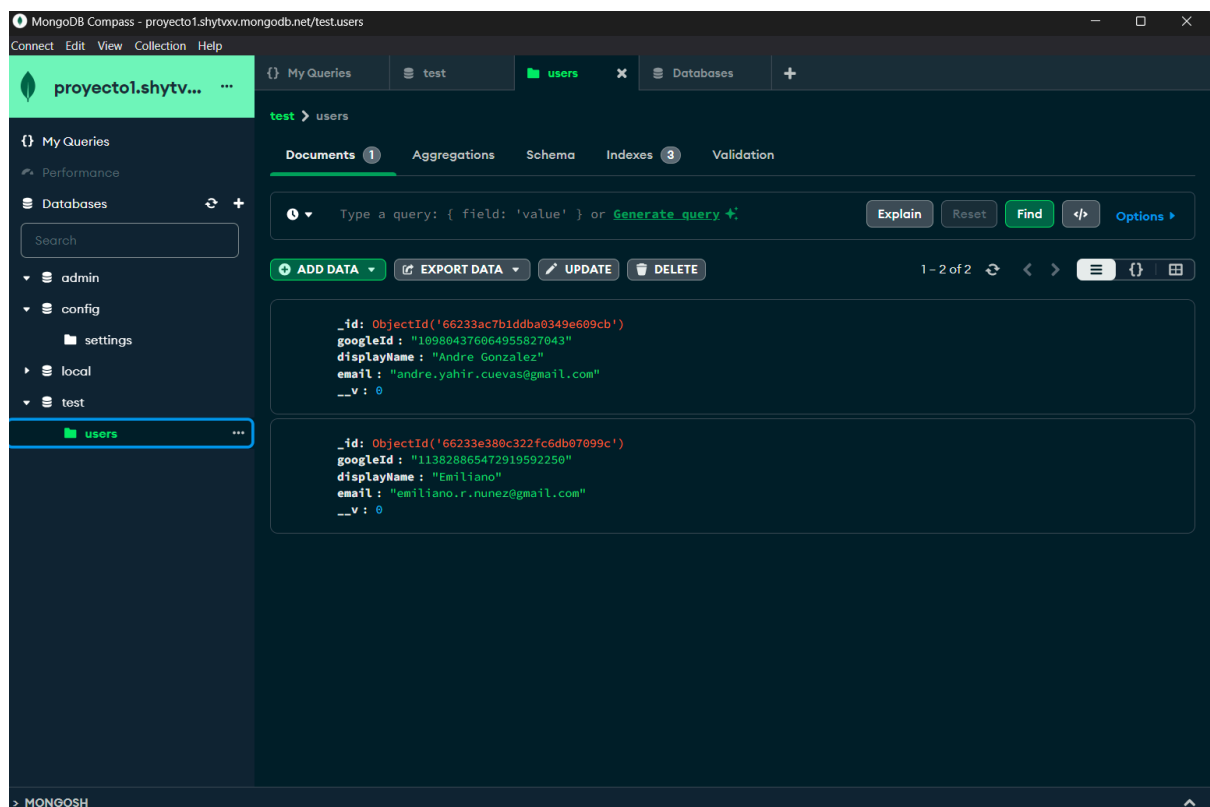 MongoDB Compass - proyecto1.shytvxv.mongodb.net/test.users
Connect Edit View Collection Help
proyecto1.shytv... ...
{} My Queries
Performance
Databases
Search
admin
config
settings
local
test
users ...
{} My Queries test users Databases
test > users
Documents 1 Aggregations Schema Indexes 3 Validation
Type a query: { field: 'value' } or Generate query Explain Reset Find </> Options
ADD DATA EXPORT DATA UPDATE DELETE 1 – 2 of 2 {}
_id: ObjectId('66233ac7b1ddba0349e609cb')
googleId : "109804376064955827043"
displayName : "Andre Gonzalez"
email : "andre.yahir.cuevas@gmail.com"
__v : 0
_id: ObjectId('66233e380c322fc6db07099c')
googleId : "113828865472919592250"
displayName : "Emiliano"
email : "emiliano.r.nunez@gmail.com"
__v : 0
> MONGOSH